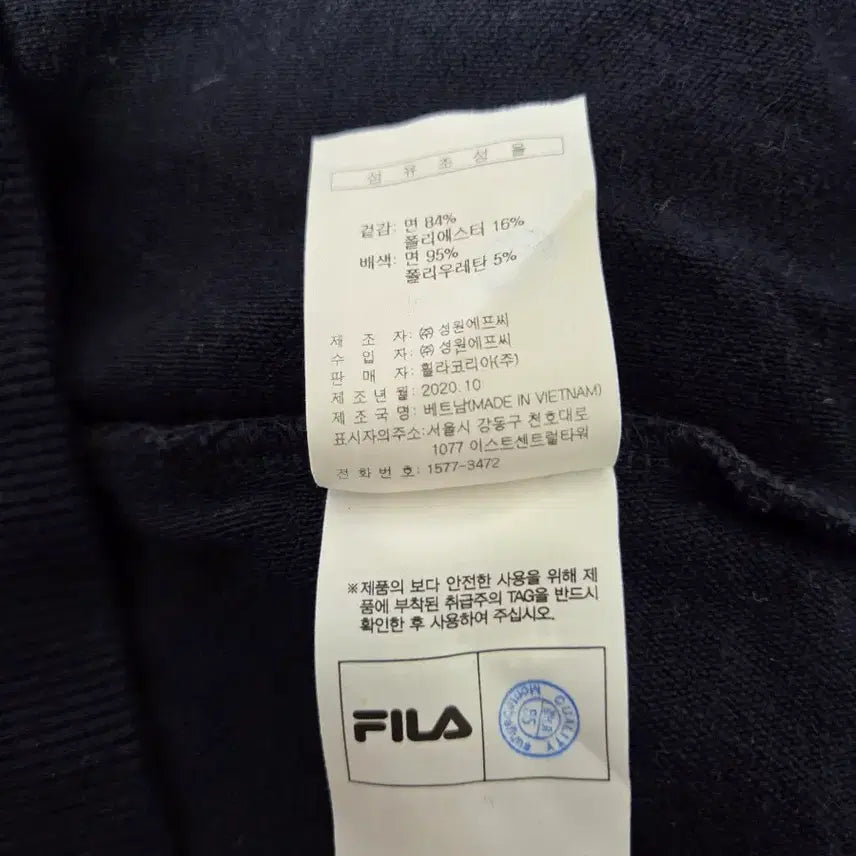 섬 유 조 성 율
겉감: 면 84%
폴리에스터 16%
배색: 면 95%
폴리우레탄 5%
제 조 자: ㈜ 성원에프씨
수 입 자: ㈜ 성원에프씨
판 매 자: 휠라코리아(주)
제 조 년 월: 2020.10
제 조 국 명: 베트남(MADE IN VIETNAM)
표시자의주소:서울시 강동구 천호대로
1077 이스트센트럴타워
전 화 번 호: 1577-3472
※제품의 보다 안전한 사용을 위해 제
품에 부착된 취급주의 TAG을 반드시
확인한 후 사용하여 주십시오.
FILA
QUALITY